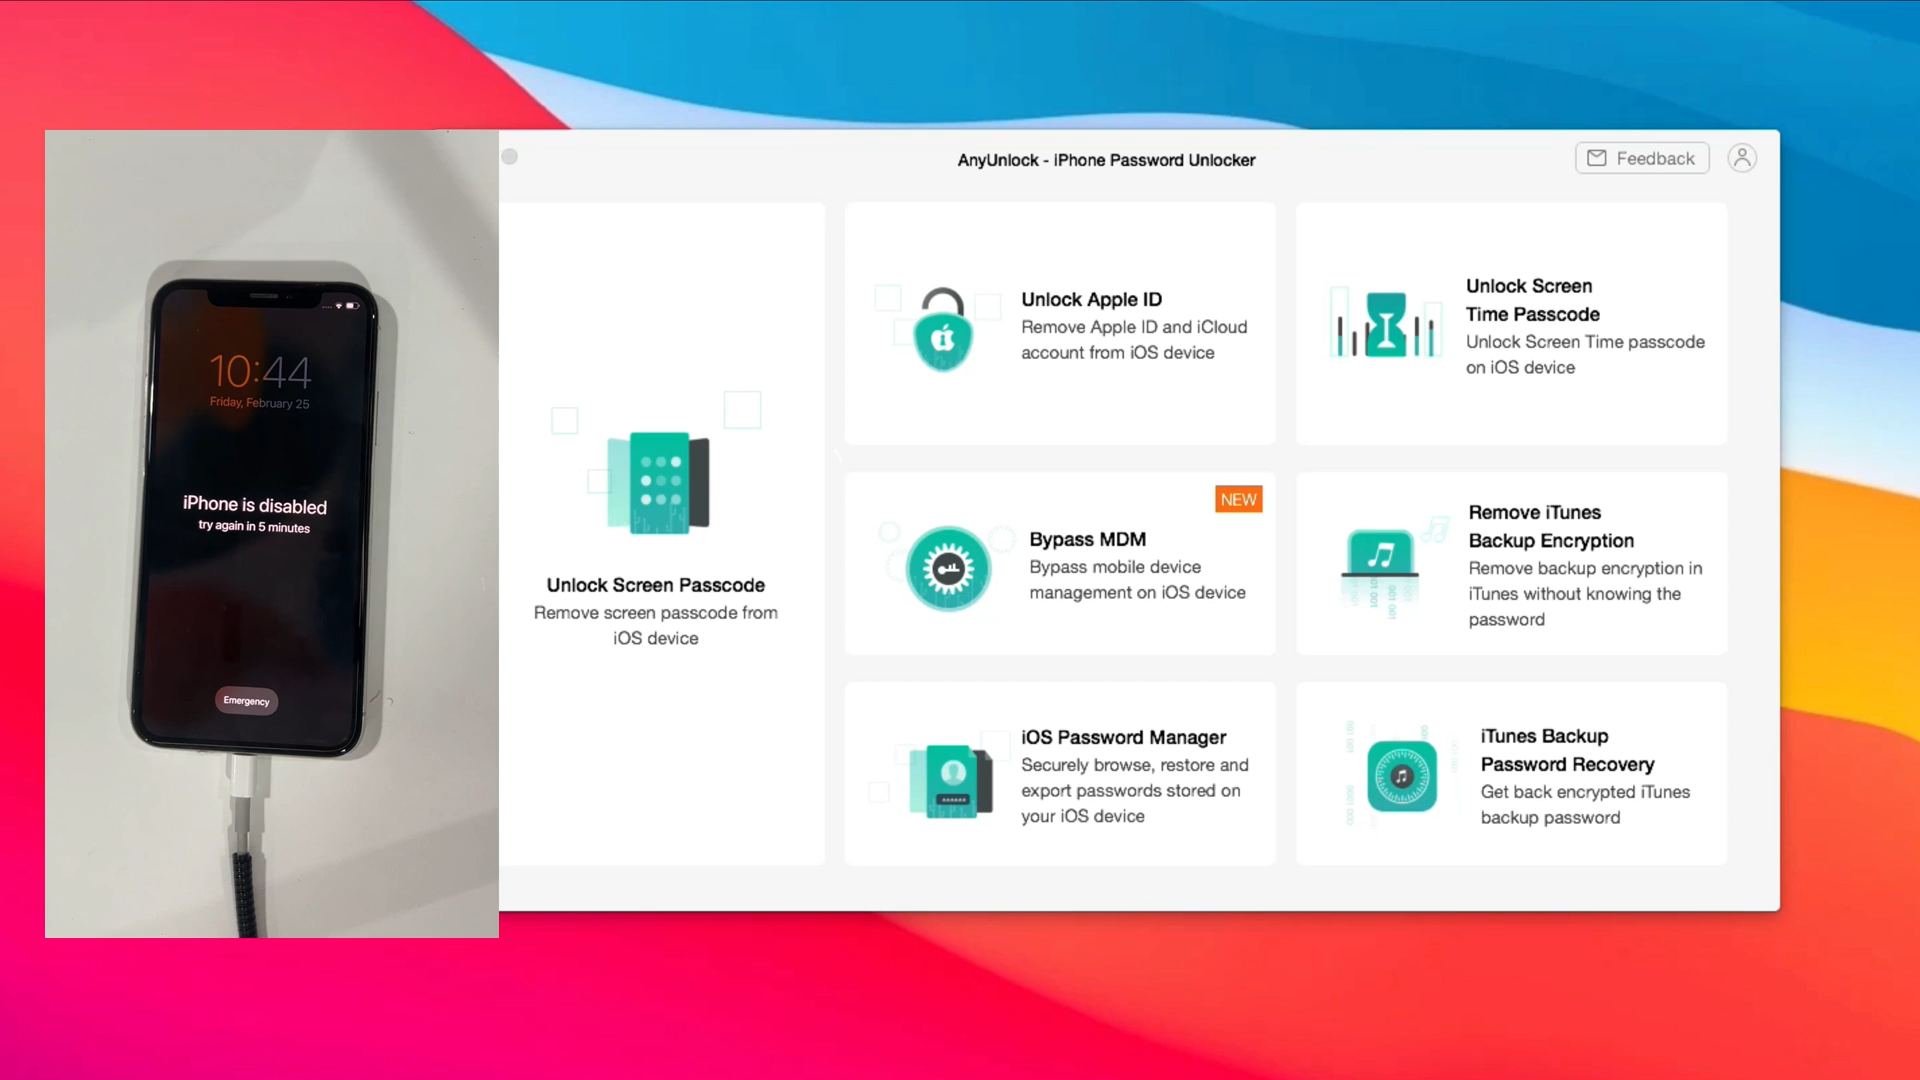 10:44
Friday, February 25
iPhone is disabled
try again in 5 minutes
Emergency
AnyUnlock - iPhone Password Unlocker
Feedback
Unlock Screen Passcode
Remove screen passcode from
iOS device
Unlock Apple ID
Remove Apple ID and iCloud
account from iOS device
Unlock Screen
Time Passcode
Unlock Screen Time passcode
on iOS device
NEW
Bypass MDM
Bypass mobile device
management on iOS device
Remove iTunes
Backup Encryption
Remove backup encryption in
iTunes without knowing the
password
iOS Password Manager
Securely browse, restore and
export passwords stored on
your iOS device
iTunes Backup
Password Recovery
Get back encrypted iTunes
backup password